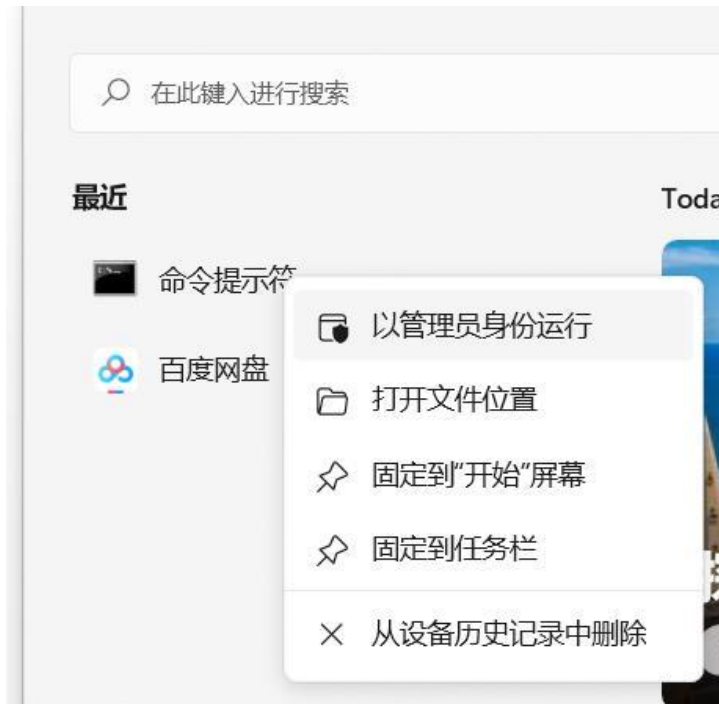 在此键入进行搜索
最近
Toda
命令提示符
以管理员身份运行
百度网盘
打开文件位置
固定到“开始”屏幕
固定到任务栏
从设备历史记录中删除